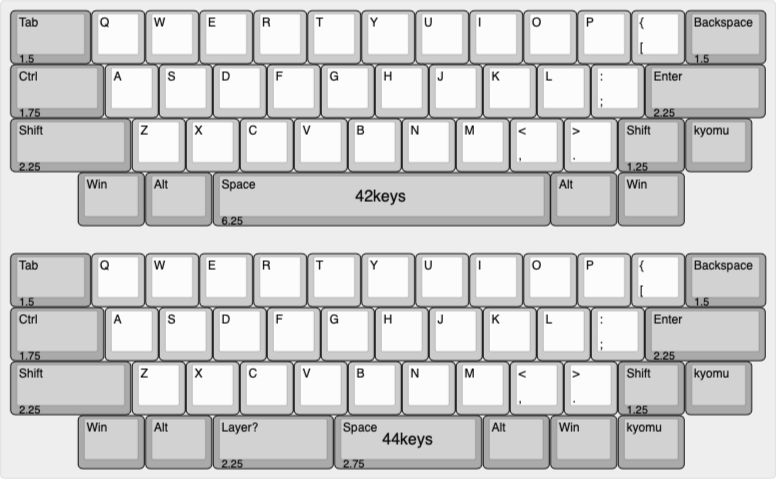 Tab Q W E R T Y U I O P { Backspace
[
1.5 1.5
Ctrl A S D F G H J K L : Enter
;
1.75 2.25
Shift Z X C V B N M < > Shift kyomu
, .
2.25 1.25
Win Alt Space 42keys Alt Win
6.25
Tab Q W E R T Y U I O P { Backspace
[
1.5 1.5
Ctrl A S D F G H J K L : Enter
;
1.75 2.25
Shift Z X C V B N M < > Shift kyomu
, .
2.25 1.25
Win Alt Layer? Space 44keys Alt Win kyomu
2.25 2.75